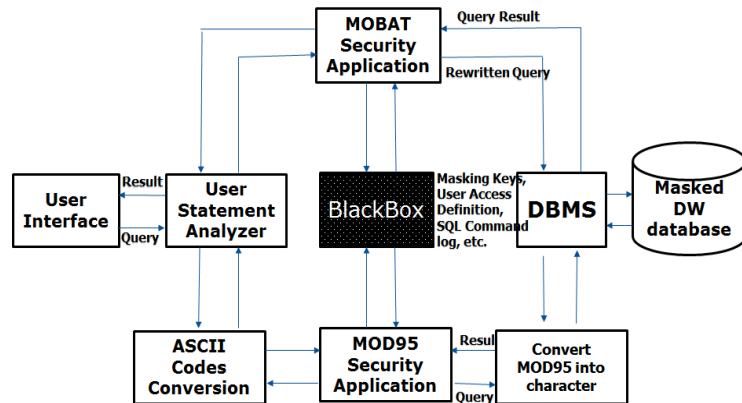 MOBAT
Security
Application
Query Result
Rewritten Query
User
Interface
Result
Query
User
Statement
Analyzer
BlackBox
Masking Keys,
User Access
Definition,
SQL Command
log, etc.
DBMS
Masked
DW
database
ASCII
Codes
Conversion
MOD95
Security
Application
Resul
Query
Convert
MOD95 into
character